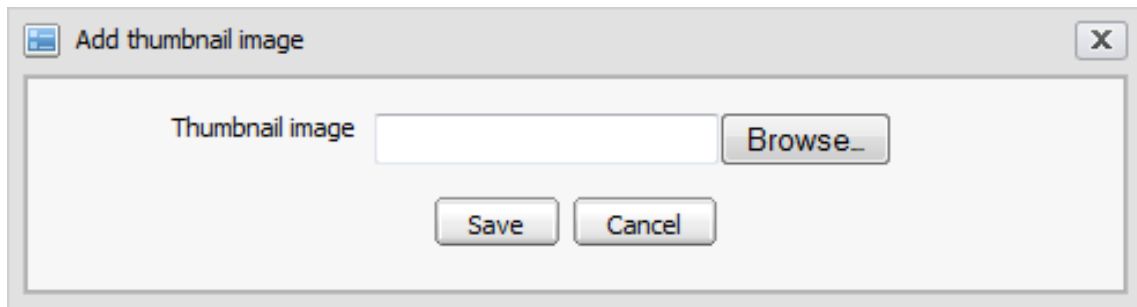 Add thumbnail image
X
Thumbnail image
Browse...
Save Cancel